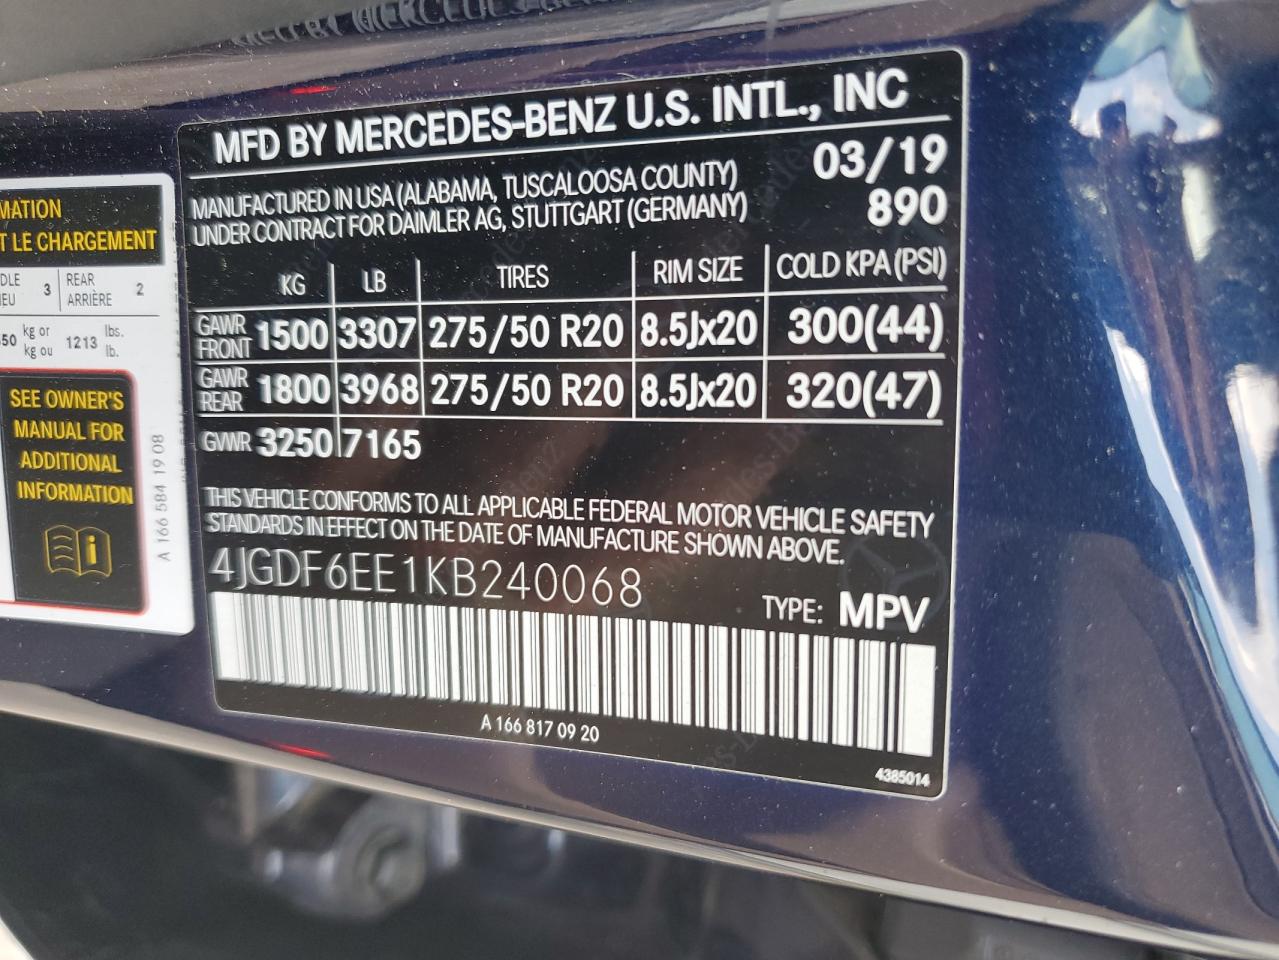 MFD BY MERCEDES-BENZ U.S. INTL., INC
MANUFACTURED IN USA (ALABAMA, TUSCALOOSA COUNTY) 03/19
UNDER CONTRACT FOR DAIMLER AG, STUTTGART (GERMANY) 890
KG LB TIRES RIM SIZE COLD KPA (PSI)
GAWR FRONT 1500 3307 275/50 R20 8.5Jx20 300(44)
GAWR REAR 1800 3968 275/50 R20 8.5Jx20 320(47)
GVWR 3250 7165
THIS VEHICLE CONFORMS TO ALL APPLICABLE FEDERAL MOTOR VEHICLE SAFETY
STANDARDS IN EFFECT ON THE DATE OF MANUFACTURE SHOWN ABOVE.
4JGDF6EE1KB240068
TYPE: MPV
A 166 817 09 20
4385014
LE CHARGEMENT
3 REAR ARRIÈRE 2
kg or kg ou 1213 lbs. lb.
SEE OWNER'S
MANUAL FOR
ADDITIONAL
INFORMATION
A 166 584 19 08